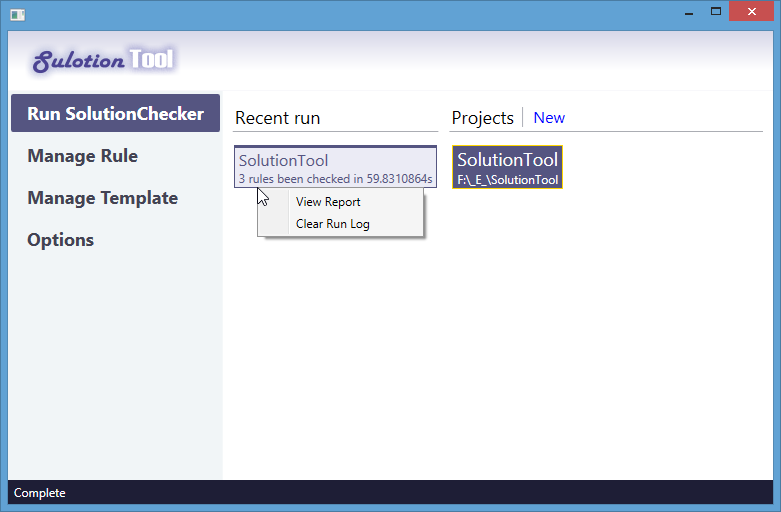 Sulotion Tool
Run SolutionChecker
Manage Rule
Manage Template
Options
Recent run
SolutionTool
3 rules been checked in 59.8310864s
View Report
Clear Run Log
Projects New
SolutionTool
F:\_E_\SolutionTool
Complete